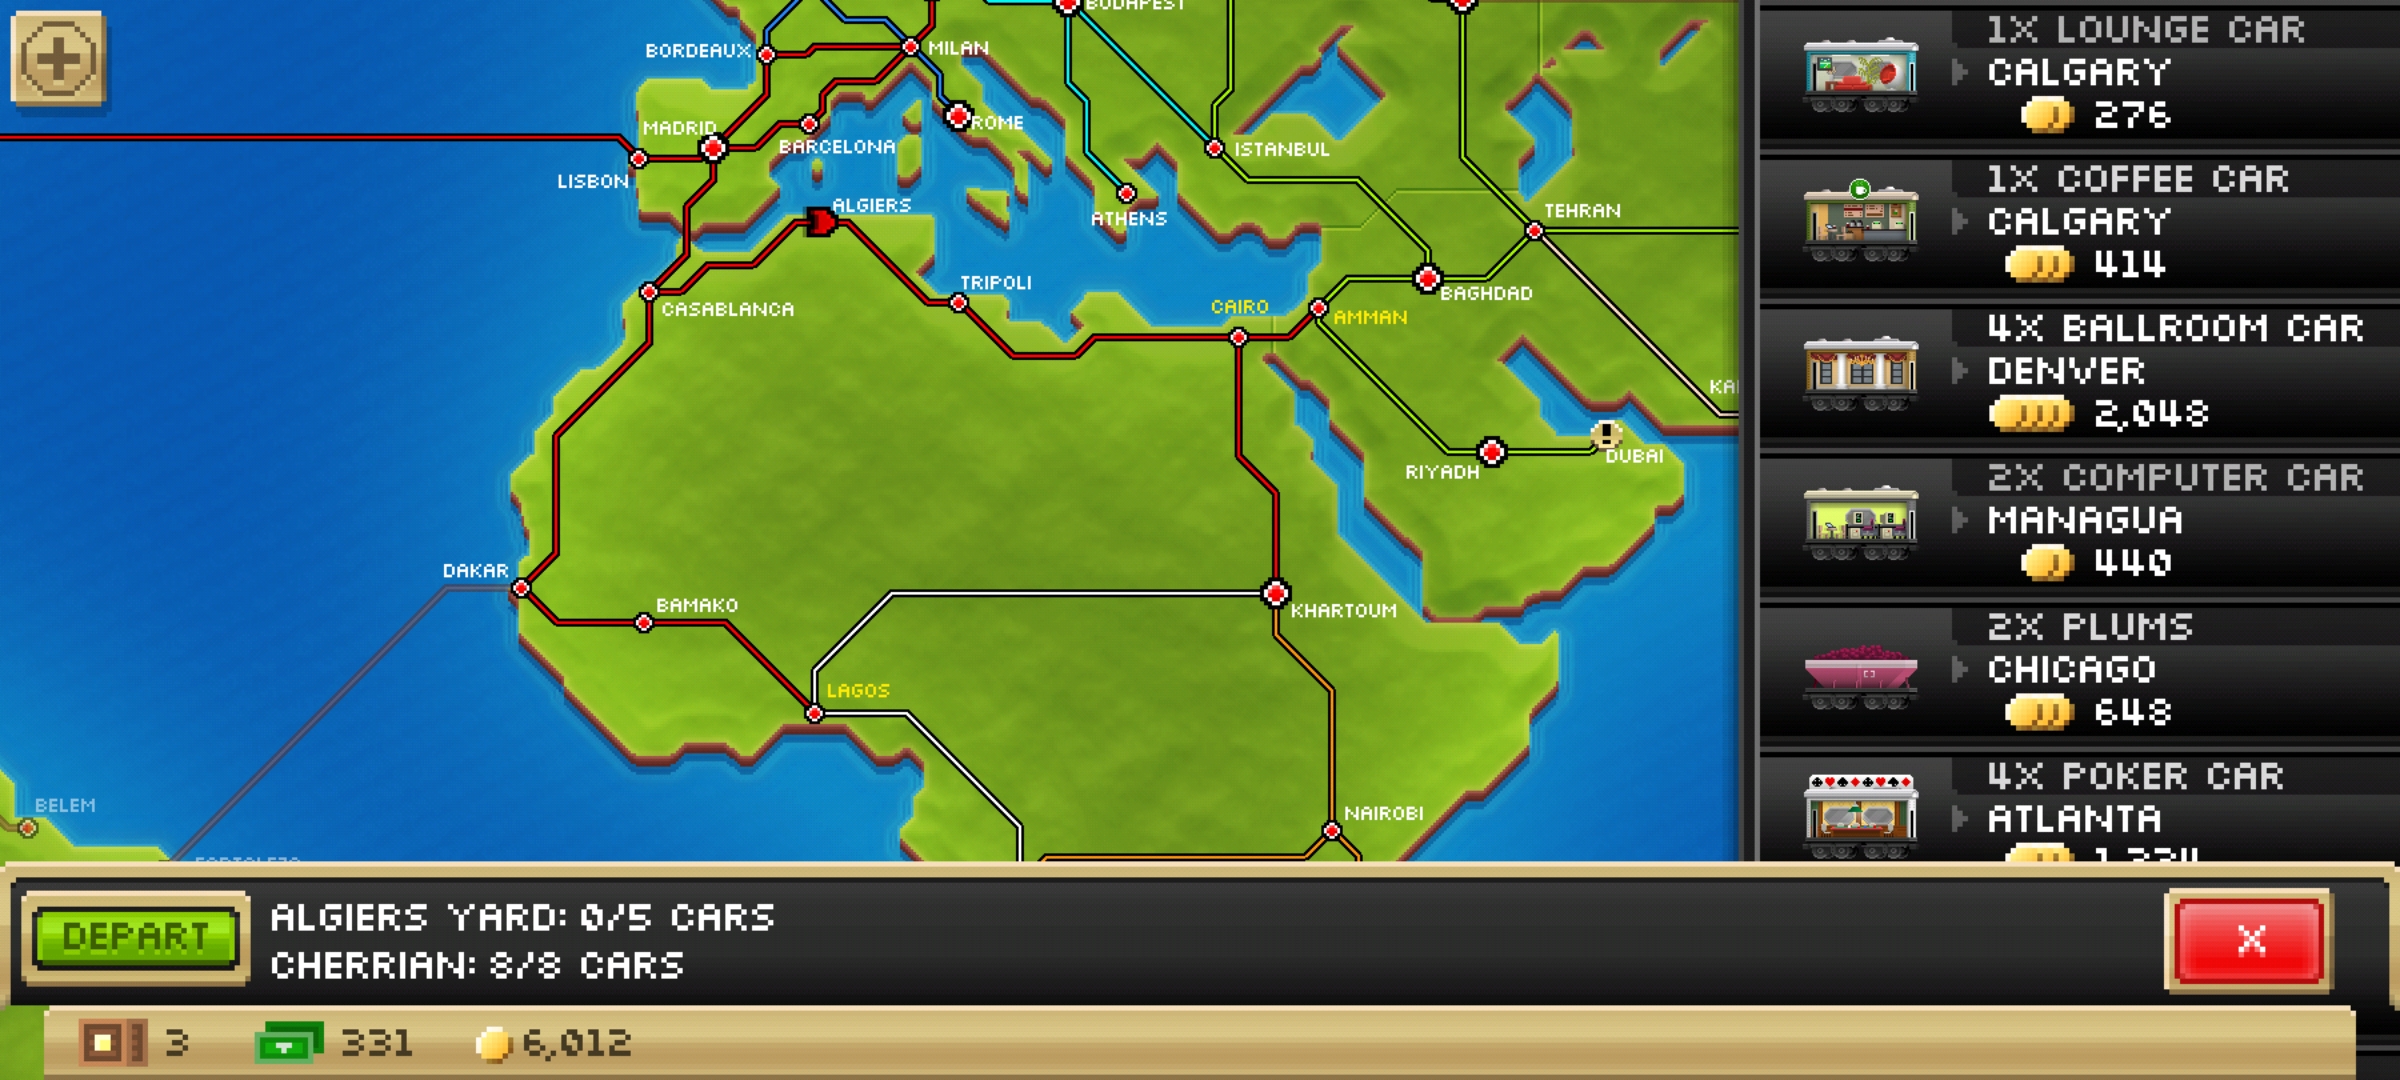 BUDAPEST
BORDEAUX
MILAN
MADRID
ROME
BARCELONA
ISTANBUL
LISBON
ALGIERS
ATHENS
TEHRAN
TRIPOLI
CASABLANCA
CAIRO
AMMAN
BAGHDAD
RIYADH
DUBAI
DAKAR
BAMAKO
KHARTOUM
LAGOS
BELEM
NAIROBI
1X LOUNGE CAR
CALGARY
276
1X COFFEE CAR
CALGARY
414
4X BALLROOM CAR
DENVER
2,048
2X COMPUTER CAR
MANAGUA
440
2X PLUMS
CHICAGO
648
4X POKER CAR
ATLANTA
DEPART
ALGIERS YARD: 0/5 CARS
CHERRIAN: 8/8 CARS
X
3
331
6,012